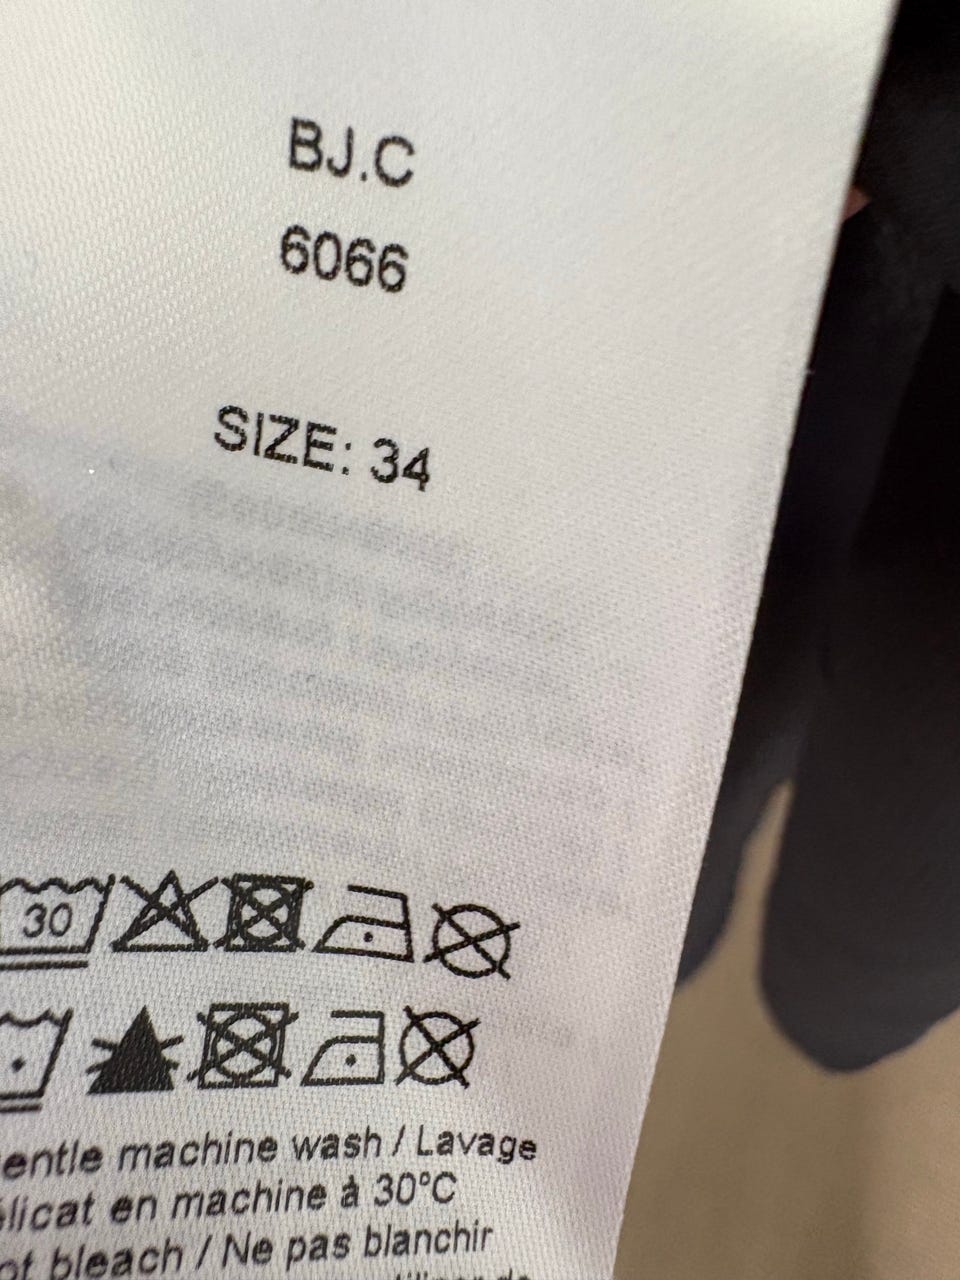 BJ.C
6066
SIZE: 34
30
machine wash / Lavage
en machine à 30°C
bleach / Ne pas blanchir